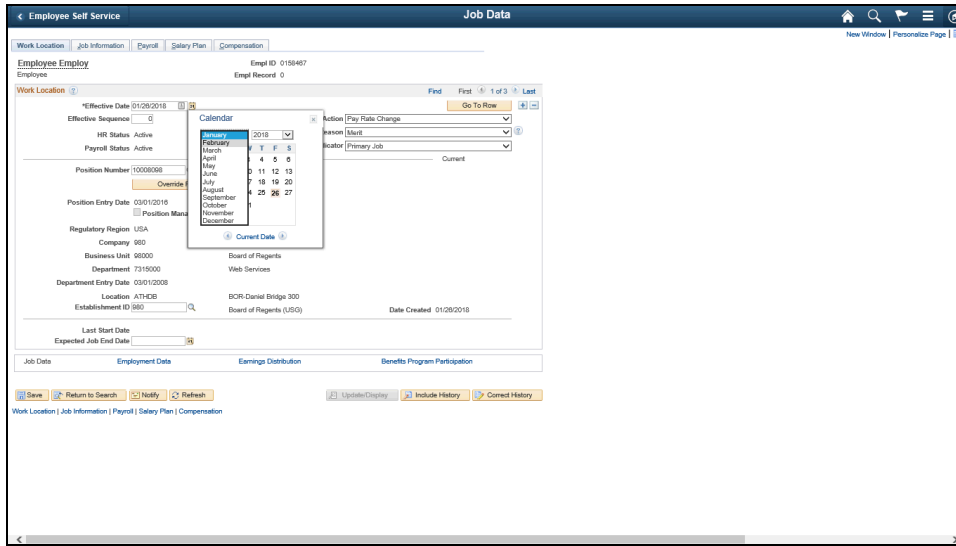 Employee Self Service
Job Data
New Window | Personalize Page |
Work Location Job Information Payroll Salary Plan Compensation
Employee Employ Empl ID 0158467
Employee Empl Record 0
Work Location Find First 1 of 3 Last
*Effective Date 01/26/2018 Go To Row
Effective Sequence 0 Action Pay Rate Change
HR Status Active eason Merit
Payroll Status Active icator Primary Job
Current
Position Number 10008098
Override
Position Entry Date 03/01/2016
Position Mana
Calendar
January 2018
February
March
April
May
June
July
August
September
October
November
December
T F S
4 5 6
11 12 13
18 19 20
25 26 27
Current Date
Regulatory Region USA
Company 980
Business Unit 98000 Board of Regents
Department 7315000 Web Services
Department Entry Date 03/01/2008
Location ATHDB BOR-Daniel Bridge 300
Establishment ID 980 Board of Regents (USG) Date Created 01/26/2018
Last Start Date
Expected Job End Date
Job Data Employment Data Earnings Distribution Benefits Program Participation
Save Return to Search Notify Refresh Update/Display Include History Correct History
Work Location | Job Information | Payroll | Salary Plan | Compensation